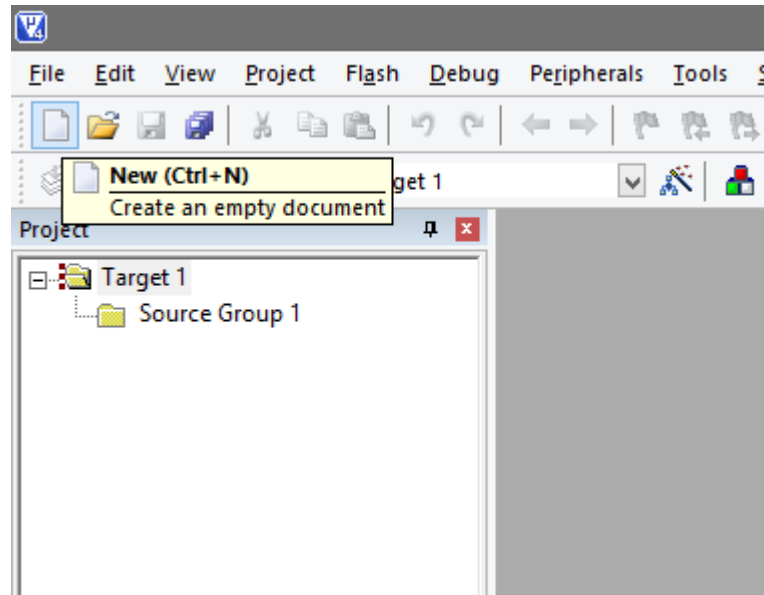 File Edit View Project Flash Debug Peripherals Tools
New (Ctrl+N)
Create an empty document
get 1
Project
Target 1
Source Group 1